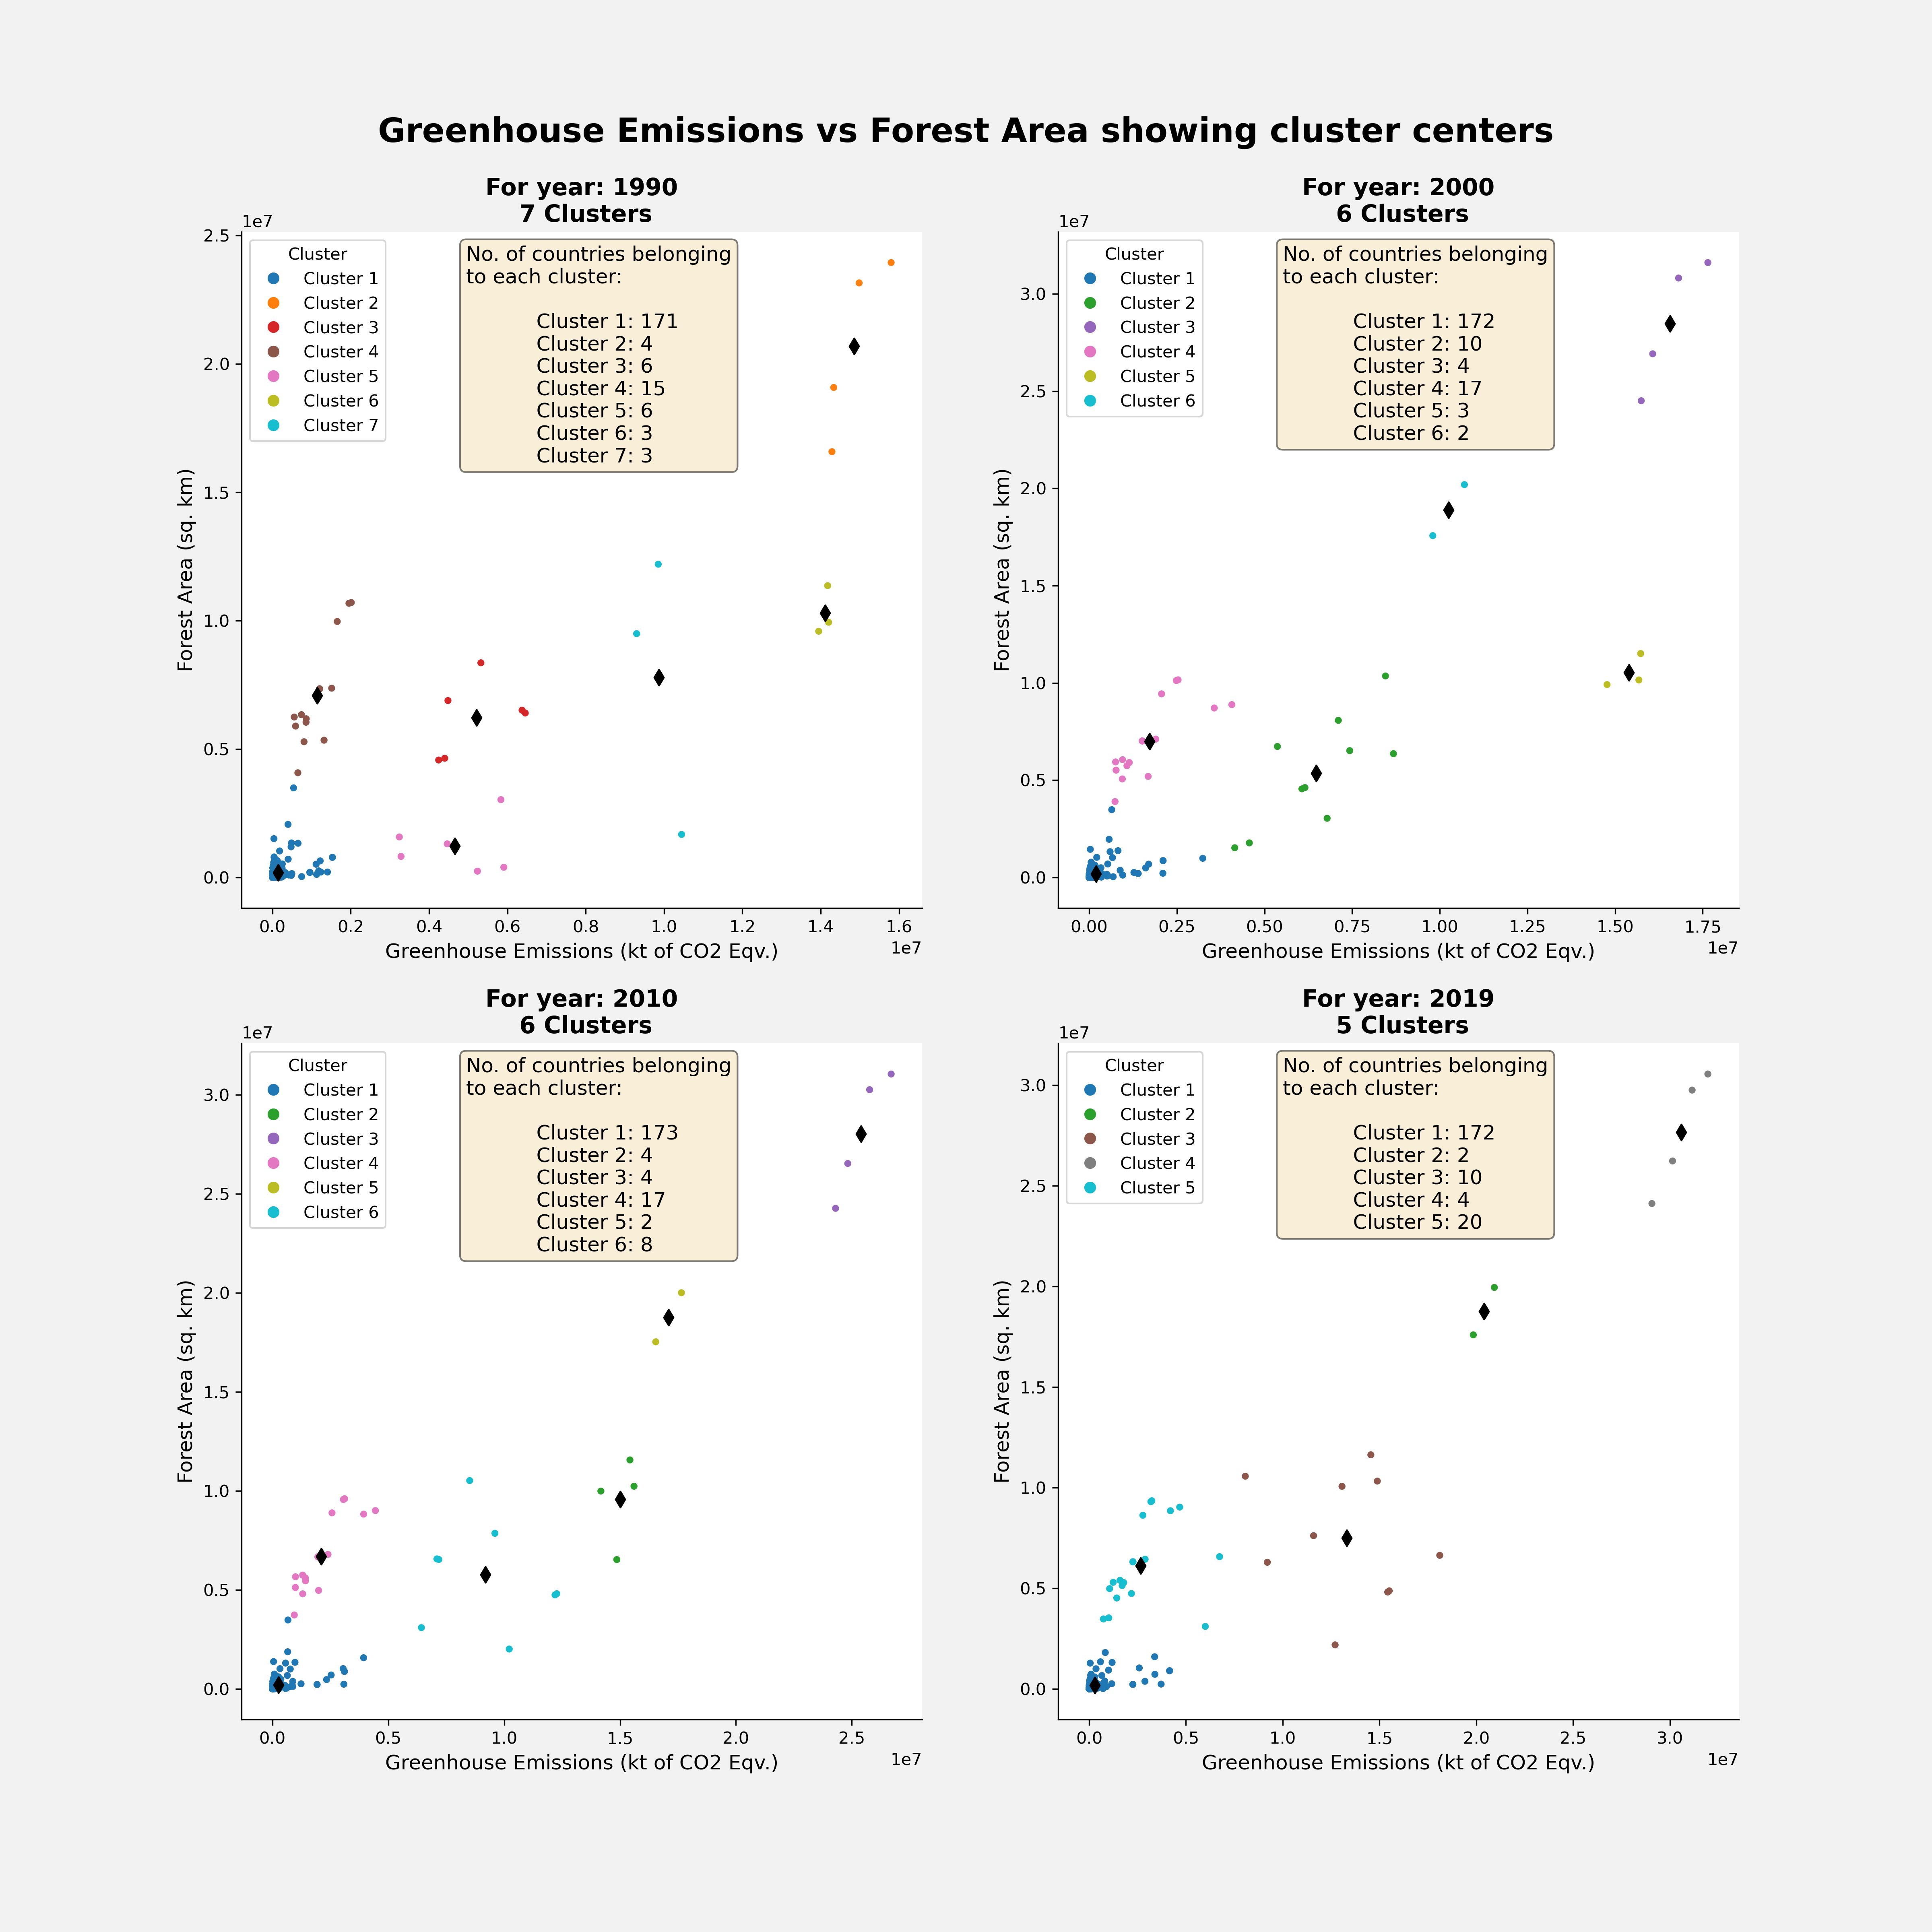 Greenhouse Emissions vs Forest Area showing cluster centers
For year: 1990
7 Clusters
1e7
Cluster
Cluster 1
Cluster 2
Cluster 3
Cluster 4
Cluster 5
Cluster 6
Cluster 7
No. of countries belonging
to each cluster:
Cluster 1: 171
Cluster 2: 4
Cluster 3: 6
Cluster 4: 15
Cluster 5: 6
Cluster 6: 3
Cluster 7: 3
Forest Area (sq. km)
2.5
2.0
1.5
1.0
0.5
0.0
0.0 0.2 0.4 0.6 0.8 1.0 1.2 1.4 1.6
Greenhouse Emissions (kt of CO2 Eqv.)
1e7
For year: 2000
6 Clusters
1e7
Cluster
Cluster 1
Cluster 2
Cluster 3
Cluster 4
Cluster 5
Cluster 6
No. of countries belonging
to each cluster:
Cluster 1: 172
Cluster 2: 10
Cluster 3: 4
Cluster 4: 17
Cluster 5: 3
Cluster 6: 2
Forest Area (sq. km)
3.0
2.5
2.0
1.5
1.0
0.5
0.0
0.00 0.25 0.50 0.75 1.00 1.25 1.50 1.75
Greenhouse Emissions (kt of CO2 Eqv.)
1e7
For year: 2010
6 Clusters
1e7
Cluster
Cluster 1
Cluster 2
Cluster 3
Cluster 4
Cluster 5
Cluster 6
No. of countries belonging
to each cluster:
Cluster 1: 173
Cluster 2: 4
Cluster 3: 4
Cluster 4: 17
Cluster 5: 2
Cluster 6: 8
Forest Area (sq. km)
3.0
2.5
2.0
1.5
1.0
0.5
0.0
0.0 0.5 1.0 1.5 2.0 2.5
Greenhouse Emissions (kt of CO2 Eqv.)
1e7
For year: 2019
5 Clusters
1e7
Cluster
Cluster 1
Cluster 2
Cluster 3
Cluster 4
Cluster 5
No. of countries belonging
to each cluster:
Cluster 1: 172
Cluster 2: 2
Cluster 3: 10
Cluster 4: 4
Cluster 5: 20
Forest Area (sq. km)
3.0
2.5
2.0
1.5
1.0
0.5
0.0
0.0 0.5 1.0 1.5 2.0 2.5 3.0
Greenhouse Emissions (kt of CO2 Eqv.)
1e7